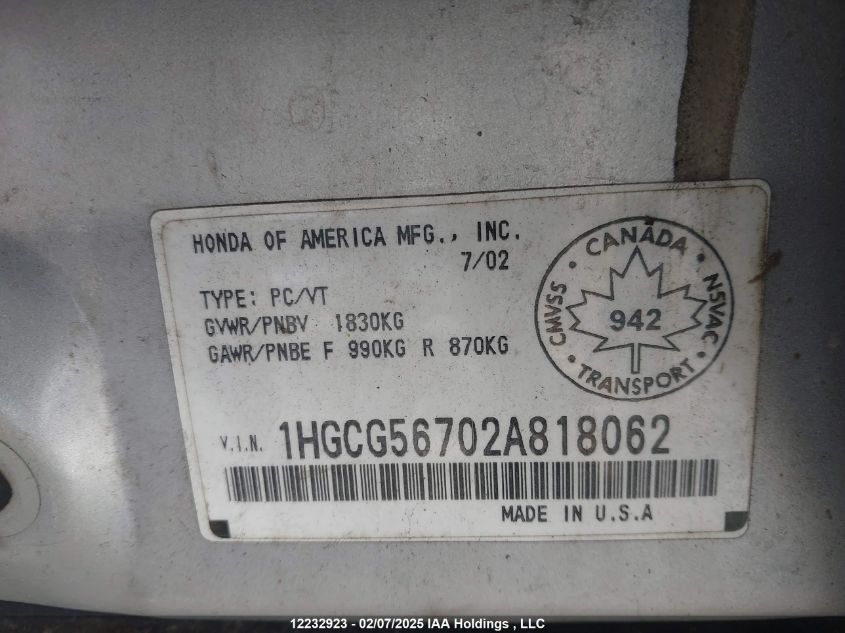 HONDA OF AMERICA MFG., INC.
7/02
TYPE: PC/VT
GVWR/PNBV 1830KG
GAWR/PNBE F 990KG R 870KG
CANADA
CMVSS
942
NSVAC
TRANSPORT
V.I.N. 1HGCG56702A818062
MADE IN U.S.A
12232923 - 02/07/2025 IAA Holdings , LLC